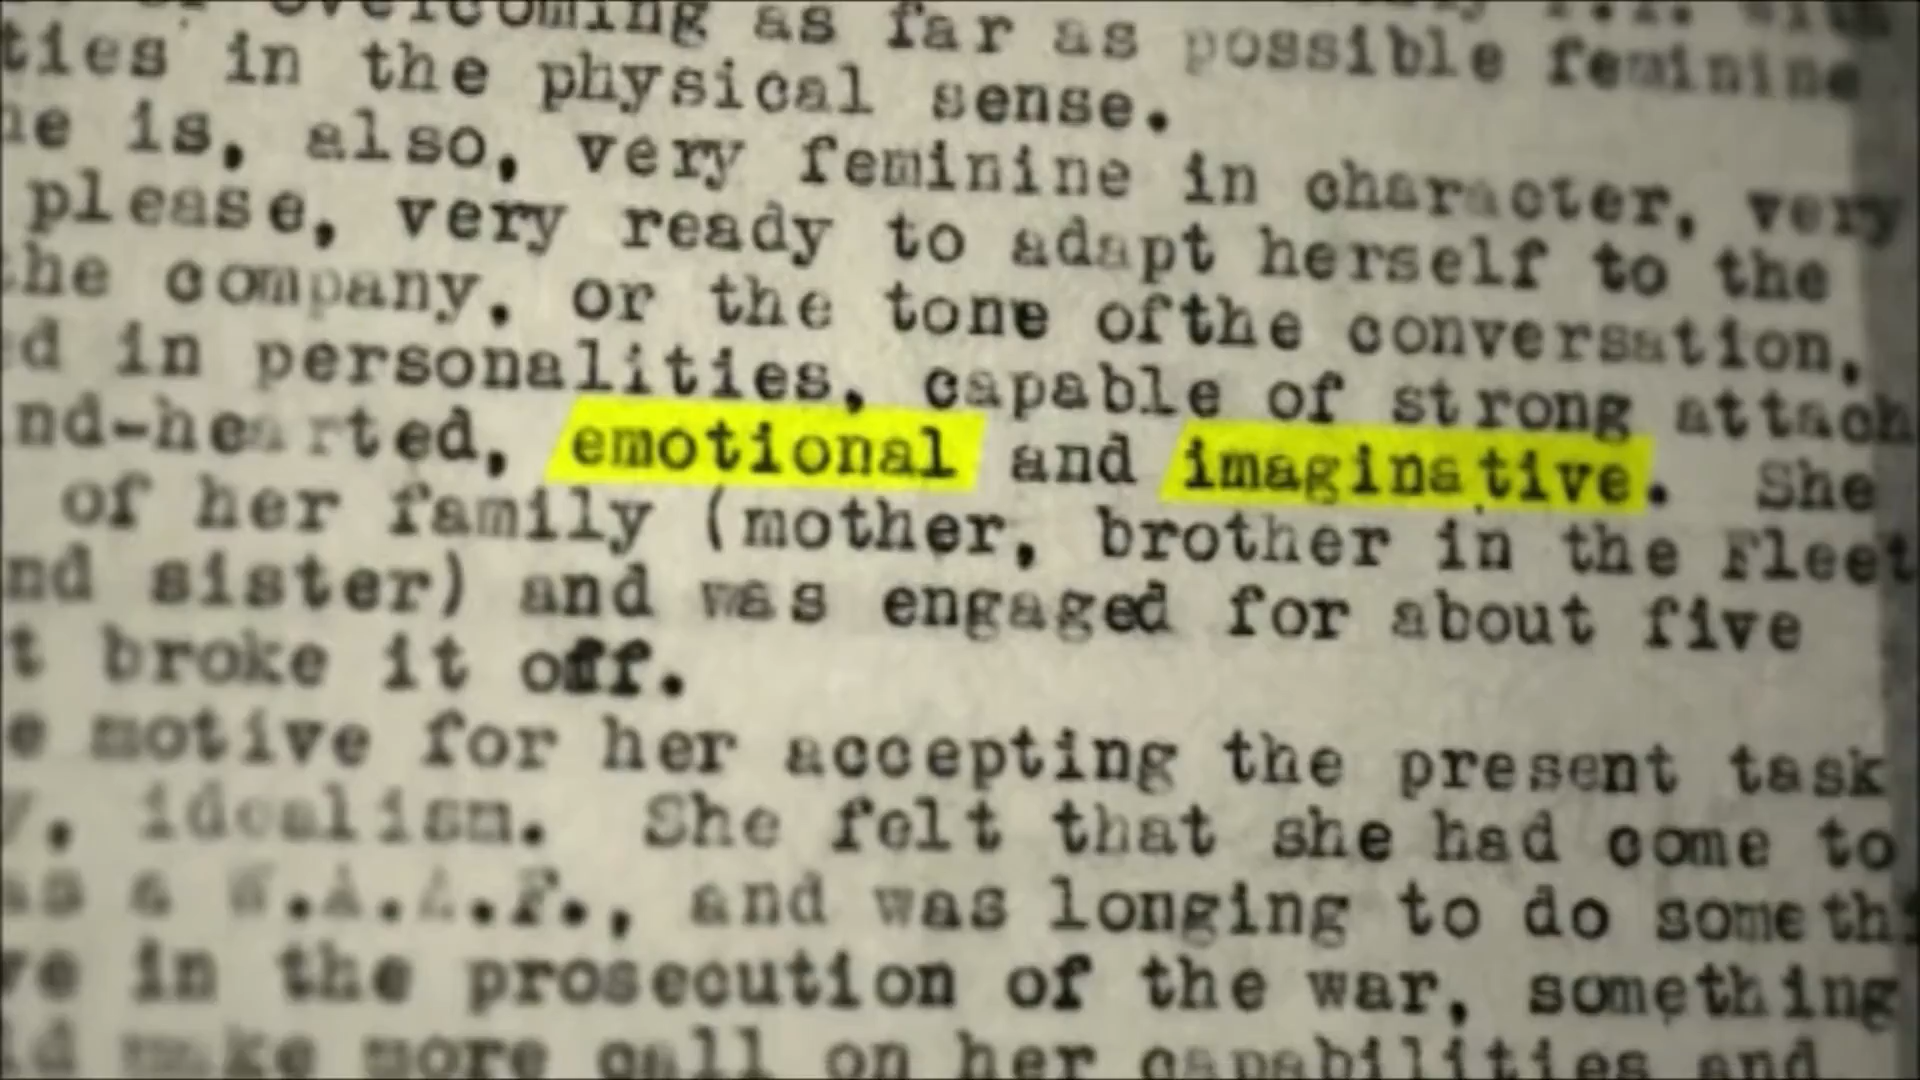 overcoming as far as possible feminine
ties in the physical sense.
he is, also, very feminine in character, very
please, very ready to adapt herself to the
the company, or the tone ofthe conversation,
d in personalities, capable of strong attach
nd-hearted, emotional and imaginative. She
of her family (mother, brother in the Fleet
nd sister) and was engaged for about five
t broke it off.
e motive for her accepting the present task
y, idealism. She felt that she had come to
as a W.A.A.F., and was longing to do somethi
ve in the prosecution of the war, something
ld make more call on her capabilities and